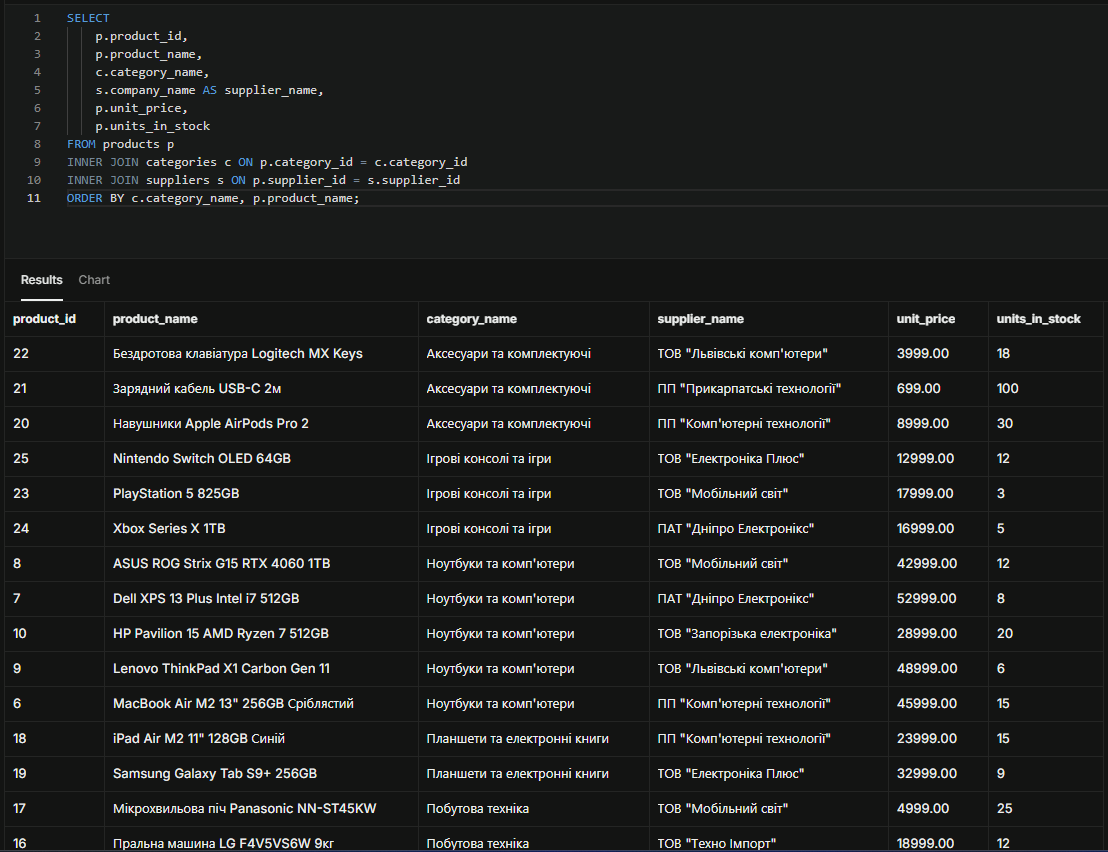 1 SELECT
2 p.product_id,
3 p.product_name,
4 c.category_name,
5 s.company_name AS supplier_name,
6 p.unit_price,
7 p.units_in_stock
8 FROM products p
9 INNER JOIN categories c ON p.category_id = c.category_id
10 INNER JOIN suppliers s ON p.supplier_id = s.supplier_id
11 ORDER BY c.category_name, p.product_name;
Results Chart
product_id product_name category_name supplier_name unit_price units_in_stock
22 Бездротова клавіатура Logitech MX Keys Аксесуари та комплектуючі ТОВ "Львівські комп'ютери" 3999.00 18
21 Зарядний кабель USB-C 2м Аксесуари та комплектуючі ПП "Прикарпатські технології" 699.00 100
20 Навушники Apple AirPods Pro 2 Аксесуари та комплектуючі ПП "Комп'ютерні технології" 8999.00 30
25 Nintendo Switch OLED 64GB Ігрові консолі та ігри ТОВ "Електроніка Плюс" 12999.00 12
23 PlayStation 5 825GB Ігрові консолі та ігри ТОВ "Мобільний світ" 17999.00 3
24 Xbox Series X 1TB Ігрові консолі та ігри ПАТ "Дніпро Електронікс" 16999.00 5
8 ASUS ROG Strix G15 RTX 4060 1TB Ноутбуки та комп'ютери ТОВ "Мобільний світ" 42999.00 12
7 Dell XPS 13 Plus Intel i7 512GB Ноутбуки та комп'ютери ПАТ "Дніпро Електронікс" 52999.00 8
10 HP Pavilion 15 AMD Ryzen 7 512GB Ноутбуки та комп'ютери ТОВ "Запорізька електроніка" 28999.00 20
9 Lenovo ThinkPad X1 Carbon Gen 11 Ноутбуки та комп'ютери ТОВ "Львівські комп'ютери" 48999.00 6
6 MacBook Air M2 13" 256GB Сріблястий Ноутбуки та комп'ютери ПП "Комп'ютерні технології" 45999.00 15
18 iPad Air M2 11" 128GB Синій Планшети та електронні книги ПП "Комп'ютерні технології" 23999.00 15
19 Samsung Galaxy Tab S9+ 256GB Планшети та електронні книги ТОВ "Електроніка Плюс" 32999.00 9
17 Мікрохвильова піч Panasonic NN-ST45KW Побутова техніка ТОВ "Мобільний світ" 4999.00 25
16 Пральна машина LG F4V5VS6W 9кг Побутова техніка ТОВ "Техно Імпорт" 18999.00 12